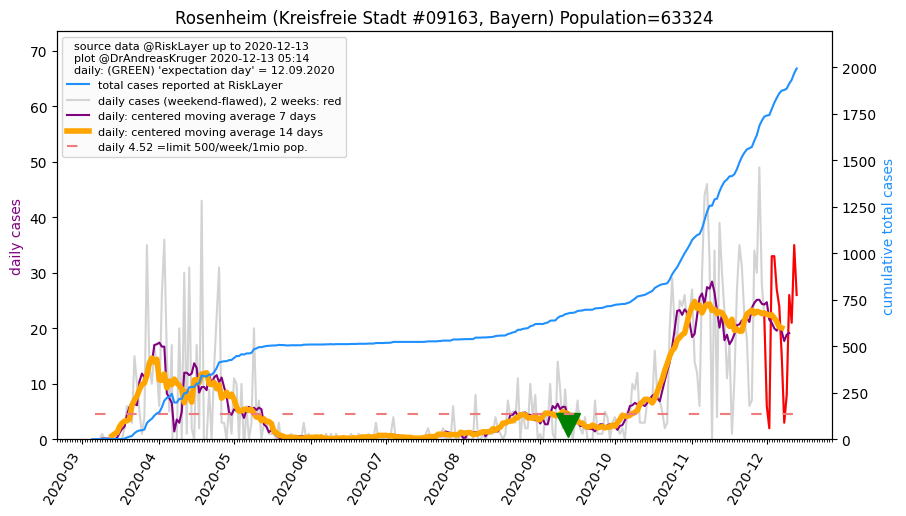 Rosenheim (Kreisfreie Stadt #09163, Bayern) Population=63324
source data @RiskLayer up to 2020-12-13
plot @DrAndreasKruger 2020-12-13 05:14
daily: (GREEN) 'expectation day' = 12.09.2020
total cases reported at RiskLayer
daily cases (weekend-flawed), 2 weeks: red
daily: centered moving average 7 days
daily: centered moving average 14 days
daily 4.52 =limit 500/week/1mio pop.
daily cases
70
60
50
40
30
20
10
0
cumulative total cases
2000
1750
1500
1250
1000
750
500
250
0
2020-03
2020-04
2020-05
2020-06
2020-07
2020-08
2020-09
2020-10
2020-11
2020-12